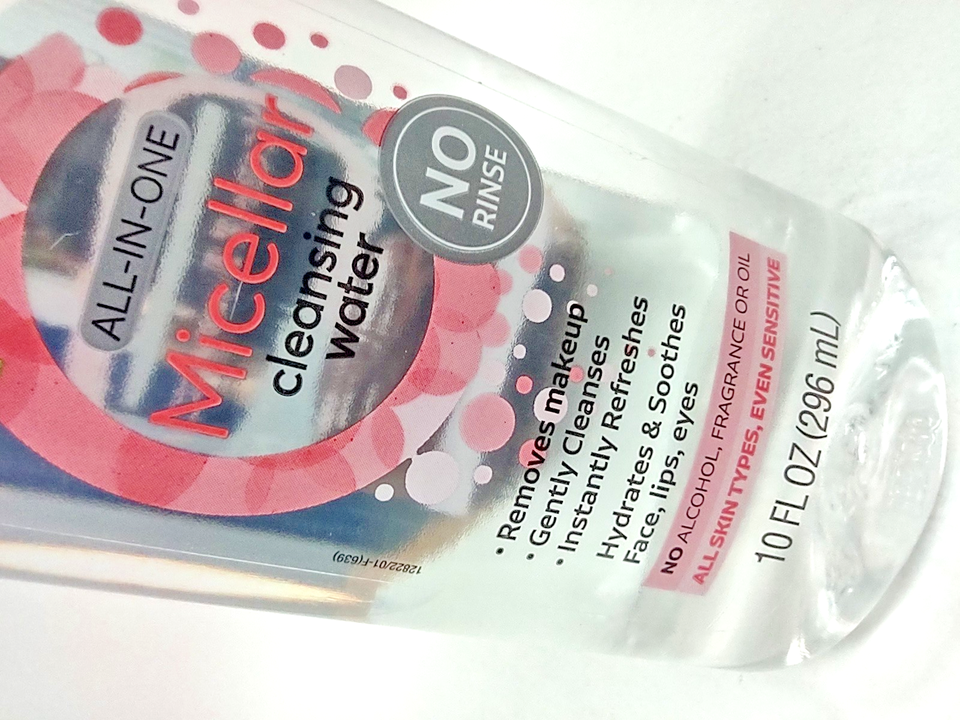 ALL-IN-ONE
Micellar
cleansing
water
NO
RINSE
• Removes makeup
• Gently Cleanses
• Instantly Refreshes
Hydrates & Soothes
Face, lips, eyes
NO ALCOHOL, FRAGRANCE OR OIL
ALL SKIN TYPES, EVEN SENSITIVE
10 FL OZ (296 mL)
12822/01-F(639)